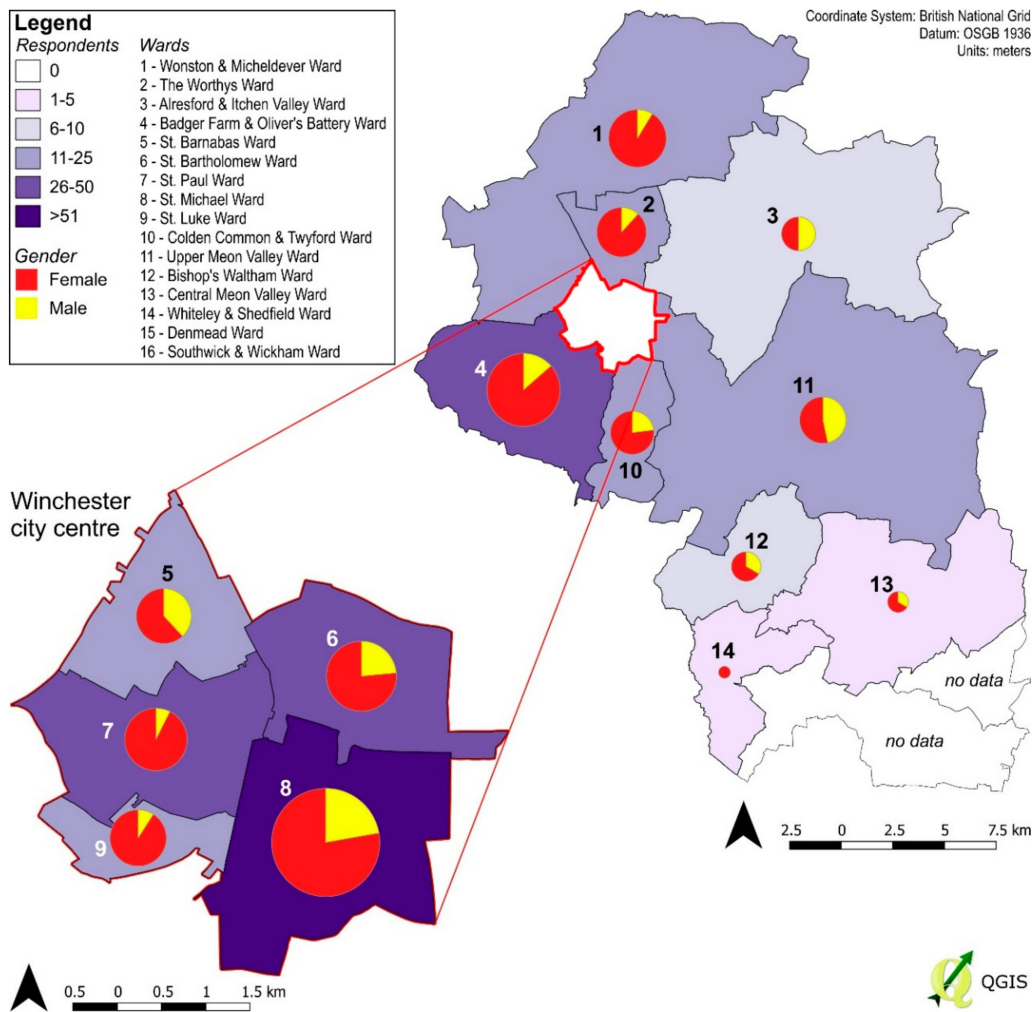 Legend
Respondents
0
1-5
6-10
11-25
26-50
>51
Gender
Female
Male
Wards
1 - Wonston & Micheldever Ward
2 - The Worthys Ward
3 - Alresford & Itchen Valley Ward
4 - Badger Farm & Oliver's Battery Ward
5 - St. Barnabas Ward
6 - St. Bartholomew Ward
7 - St. Paul Ward
8 - St. Michael Ward
9 - St. Luke Ward
10 - Colden Common & Twyford Ward
11 - Upper Meon Valley Ward
12 - Bishop's Waltham Ward
13 - Central Meon Valley Ward
14 - Whiteley & Shedfield Ward
15 - Denmead Ward
16 - Southwick & Wickham Ward
Coordinate System: British National Grid
Datum: OSGB 1936
Units: meters
1
2
3
4
10
11
12
13
14
no data
no data
2.5 0 2.5 5 7.5 km
Winchester
city centre
5
6
7
8
9
0.5 0 0.5 1 1.5 km
QGIS